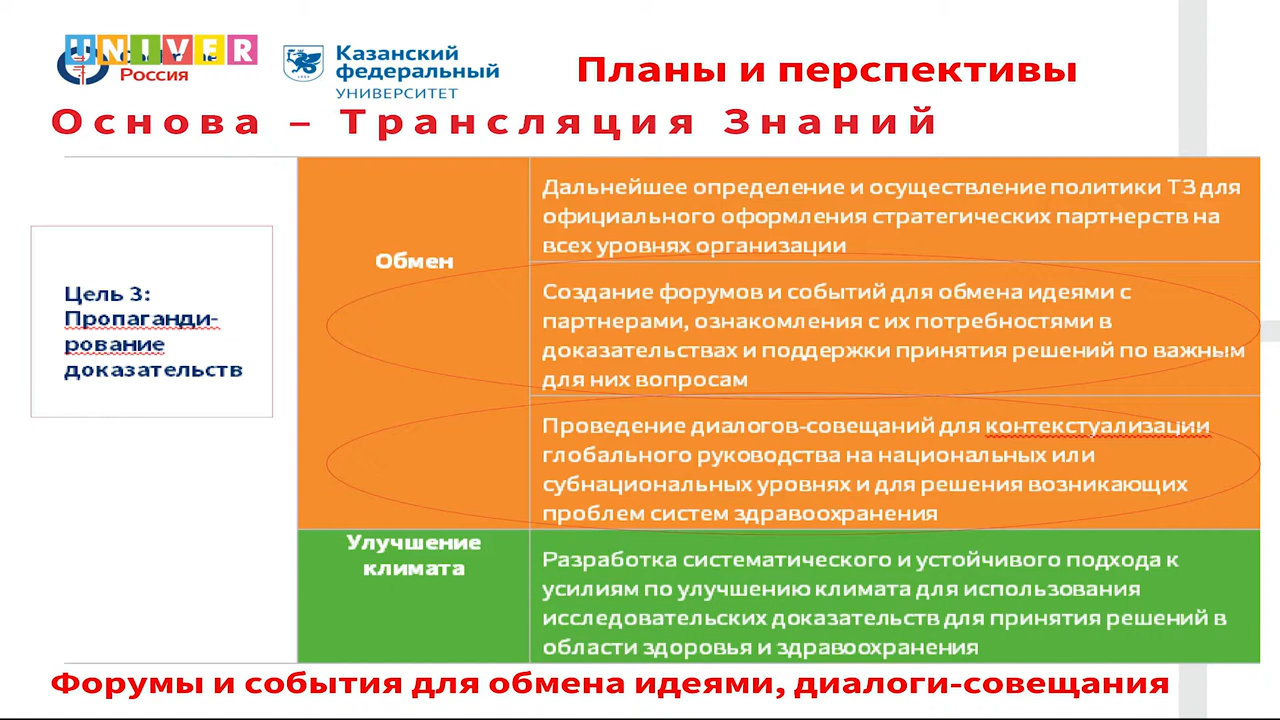 UNIVER
Россия
Казанский
федеральный
УНИВЕРСИТЕТ
Планы и перспективы
Основа – Трансляция Знаний
Цель 3:
Пропаганди-
рование
доказательств
Обмен
Дальнейшее определение и осуществление политики ТЗ для
официального оформления стратегических партнерств на
всех уровнях организации
Создание форумов и событий для обмена идеями с
партнерами, ознакомления с их потребностями в
доказательствах и поддержки принятия решений по важным
для них вопросам
Проведение диалогов-совещаний для контекстуализации
глобального руководства на национальных или
субнациональных уровнях и для решения возникающих
проблем систем здравоохранения
Улучшение
климата
Разработка систематического и устойчивого подхода к
усилиям по улучшению климата для использования
исследовательских доказательств для принятия решений в
области здоровья и здравоохранения
Форумы и события для обмена идеями, диалоги-совещания